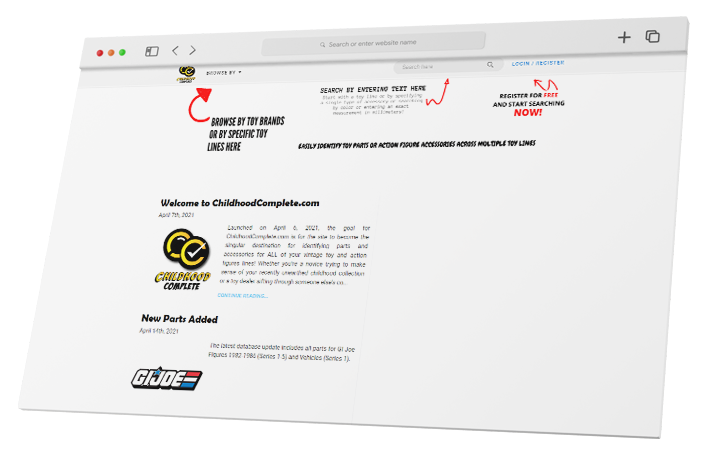 Search or enter website name
CHILDHOOD
COMPLETE
BROWSE BY
Search here
LOGIN / REGISTER
SEARCH BY ENTERING TEXT HERE
Start with a toy line or by specifying
a single type of accessory or searching
by color or entering an exact
measurement in millimeters!
REGISTER FOR FREE
AND START SEARCHING
NOW!
BROWSE BY TOY BRANDS
OR BY SPECIFIC TOY
LINES HERE
EASILY IDENTIFY TOY PARTS OR ACTION FIGURE ACCESSORIES ACROSS MULTIPLE TOY LINES
Welcome to ChildhoodComplete.com
April 7th, 2021
Launched on April 6, 2021, the goal for
ChildhoodComplete.com is for the site to become the
singular destination for identifying parts and
accessories for ALL of your vintage toy and action
figures lines! Whether you're a novice trying to make
sense of your recently unearthed childhood collection
or a toy dealer sifting through someone else's co...
CHILDHOOD
COMPLETE
CONTINUE READING...
New Parts Added
April 14th, 2021
The latest database update includes all parts for GI Joe
Figures 1982-1986 (Series 1-5) and Vehicles (Series 1).
GI JOE